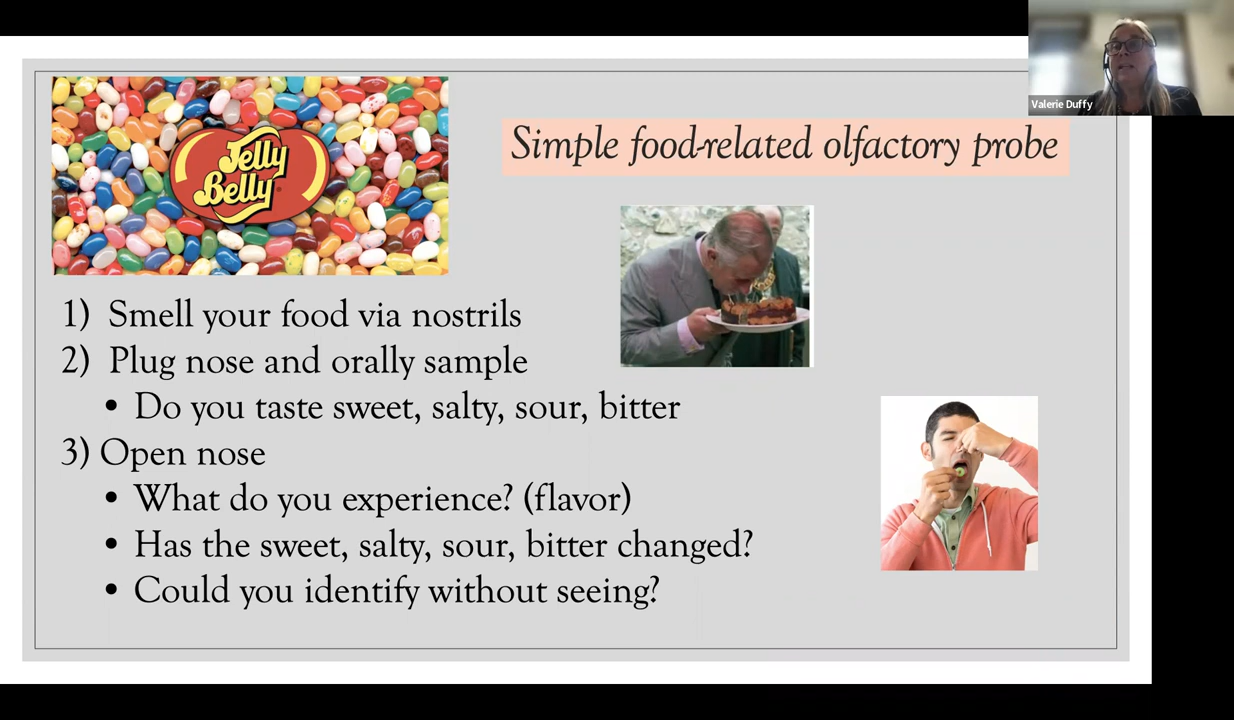 Valerie Duffy
Jelly
Belly
Simple food-related olfactory probe
1) Smell your food via nostrils
2) Plug nose and orally sample
• Do you taste sweet, salty, sour, bitter
3) Open nose
• What do you experience? (flavor)
• Has the sweet, salty, sour, bitter changed?
• Could you identify without seeing?